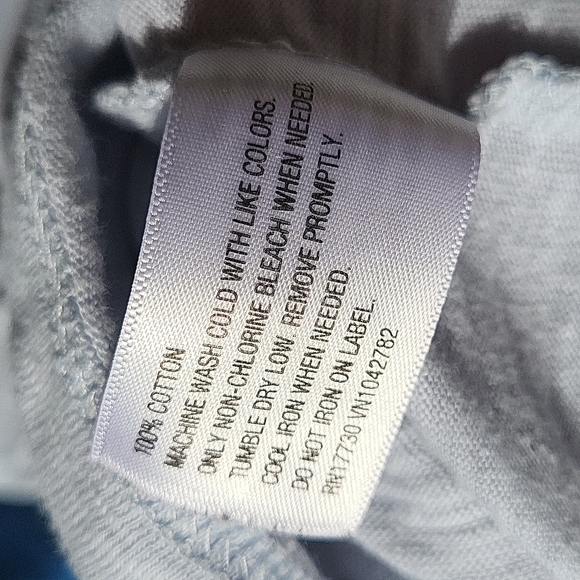 100% COTTON
MACHINE WASH COLD WITH LIKE COLORS.
ONLY NON-CHLORINE BLEACH WHEN NEEDED.
TUMBLE DRY LOW. REMOVE PROMPTLY.
COOL IRON WHEN NEEDED.
DO NOT IRON ON LABEL.
RN17730 VN1042782